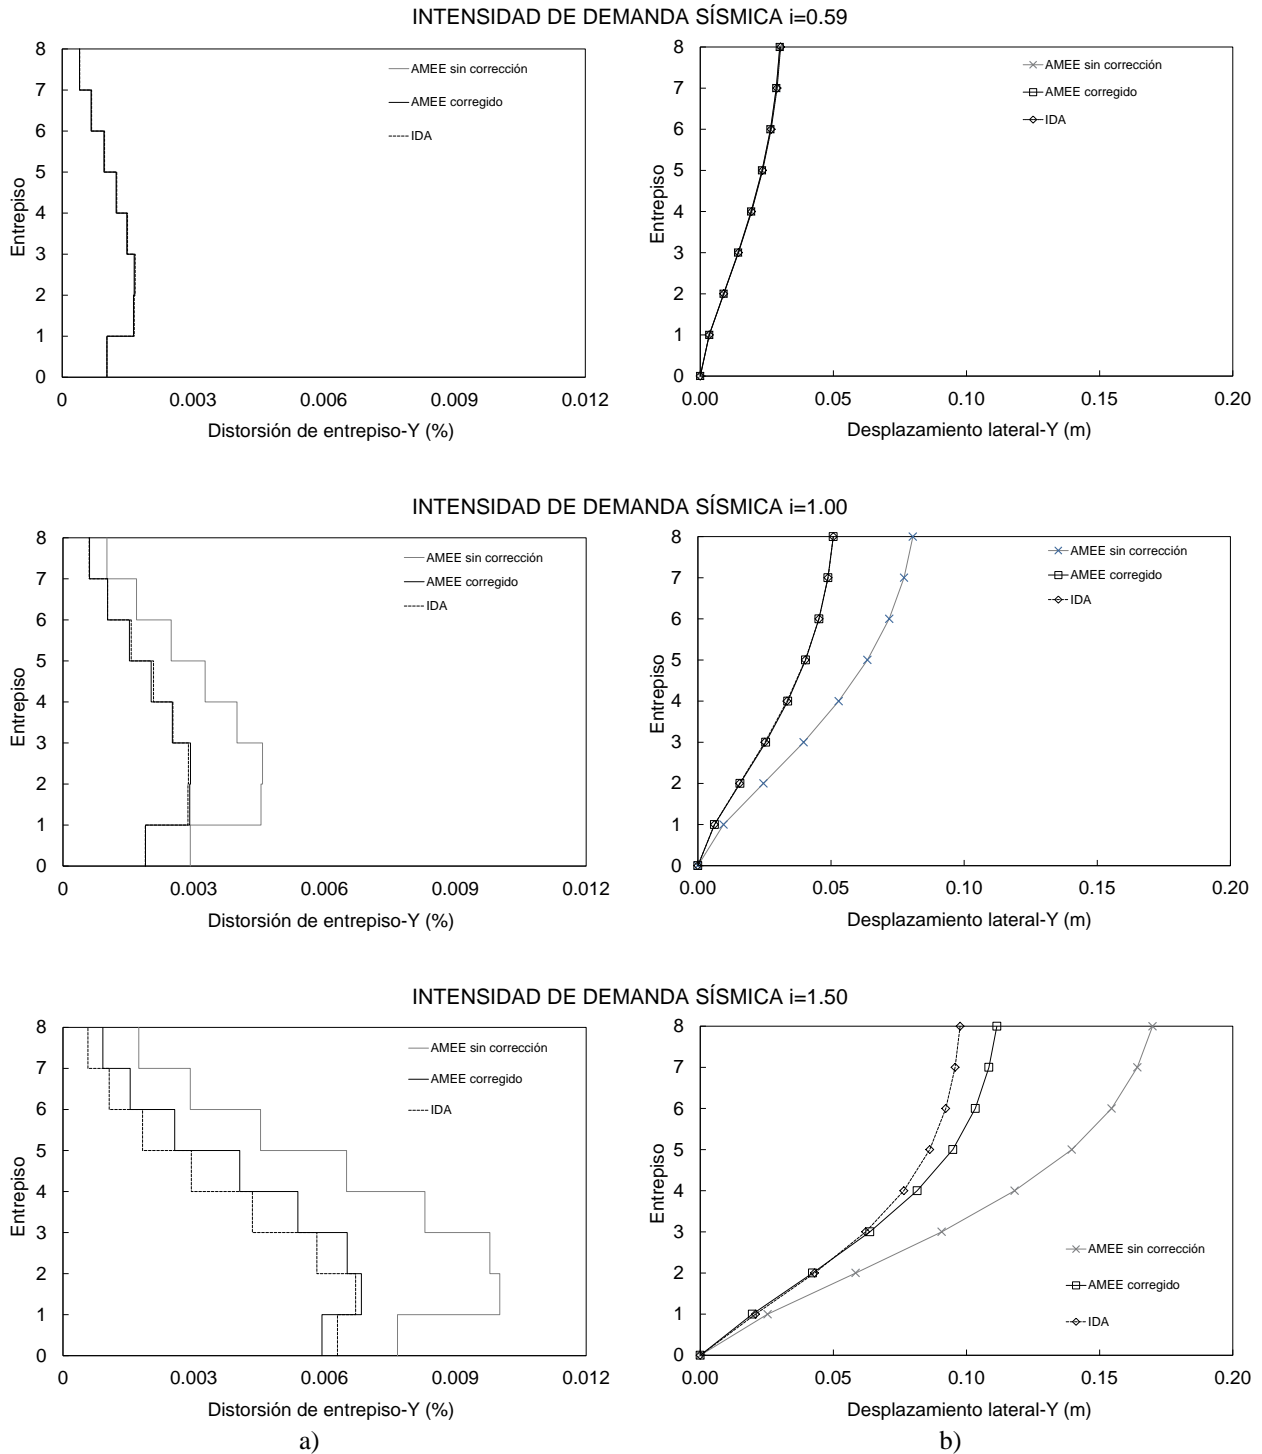 INTENSIDAD DE DEMANDA SÍSMICA i=0.59
8
7
6
5
4
3
2
1
0
Entrepiso
AMEE sin corrección
AMEE corregido
IDA
0 0.003 0.006 0.009 0.012
Distorsión de entrepiso-Y (%)
8
7
6
5
4
3
2
1
0
Entrepiso
AMEE sin corrección
AMEE corregido
IDA
0.00 0.05 0.10 0.15 0.20
Desplazamiento lateral-Y (m)
INTENSIDAD DE DEMANDA SÍSMICA i=1.00
8
7
6
5
4
3
2
1
0
Entrepiso
AMEE sin corrección
AMEE corregido
IDA
0 0.003 0.006 0.009 0.012
Distorsión de entrepiso-Y (%)
8
7
6
5
4
3
2
1
0
Entrepiso
AMEE sin corrección
AMEE corregido
IDA
0.00 0.05 0.10 0.15 0.20
Desplazamiento lateral-Y (m)
INTENSIDAD DE DEMANDA SÍSMICA i=1.50
8
7
6
5
4
3
2
1
0
Entrepiso
AMEE sin corrección
AMEE corregido
IDA
0 0.003 0.006 0.009 0.012
Distorsión de entrepiso-Y (%)
a)
8
7
6
5
4
3
2
1
0
Entrepiso
AMEE sin corrección
AMEE corregido
IDA
0.00 0.05 0.10 0.15 0.20
Desplazamiento lateral-Y (m)
b)